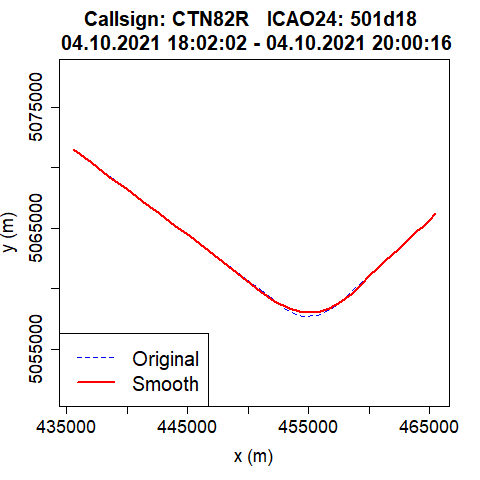 Callsign: CTN82R   ICAO24: 501d18
04.10.2021 18:02:02 - 04.10.2021 20:00:16
5075000
5065000
5055000
y (m)
Original
Smooth
435000 445000 455000 465000
x (m)